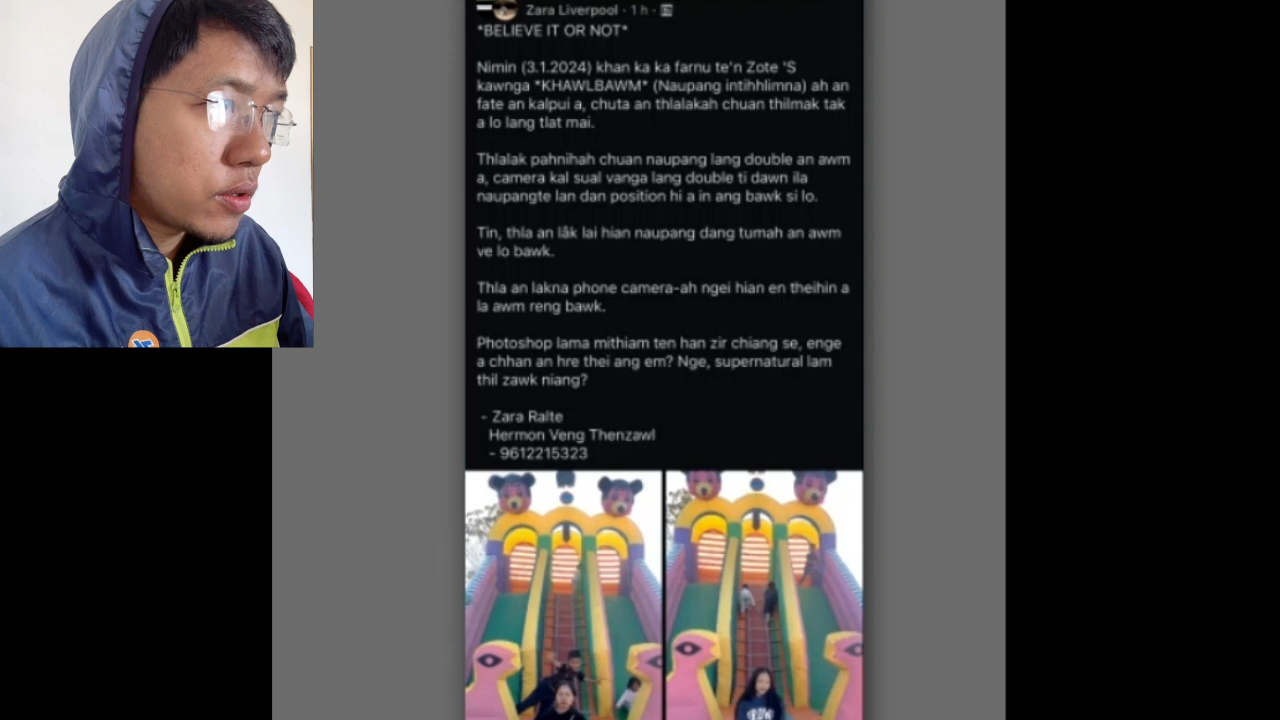 Zara Liverpool · 1 h ·
*BELIEVE IT OR NOT*
Nimin (3.1.2024) khan ka ka farnu te'n Zote 'S
kawnga *KHAWLBAWM* (Naupang intihhlimna) ah an
fate an kalpui a, chuta an thlalakah chuan thilmak tak
a lo lang tlat mai.
Thlalak pahnihah chuan naupang lang double an awm
a, camera kal sual vanga lang double ti dawn ila
naupangte lan dan position hi a in ang bawk si lo.
Tin, thla an lâk lai hian naupang dang tumah an awm
ve lo bawk.
Thla an lakna phone camera-ah ngei hian en theihin a
la awm reng bawk.
Photoshop lama mithiam ten han zir chiang se, enge
a chhan an hre thei ang em? Nge, supernatural lam
thil zawk niang?
- Zara Ralte
Hermon Veng Thenzawl
- 9612215323